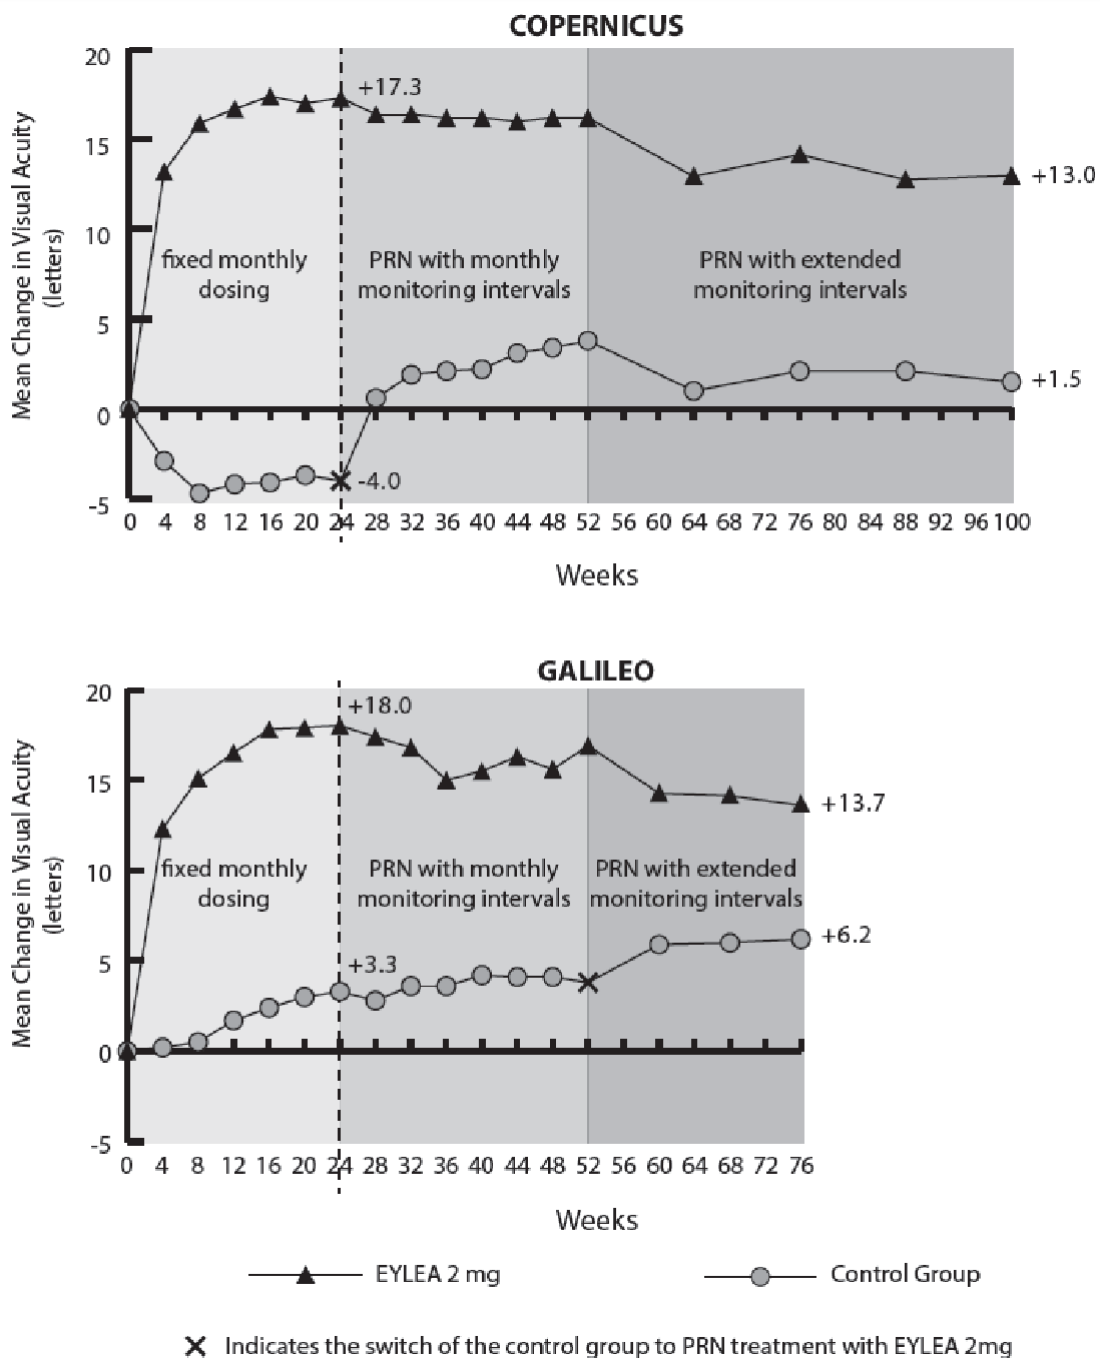 COPERNICUS
Mean Change in Visual Acuity
(letters)
20
15
10
5
0
-5
+17.3
+13.0
fixed monthly
dosing
PRN with monthly
monitoring intervals
PRN with extended
monitoring intervals
+1.5
-4.0
0 4 8 12 16 20 24 28 32 36 40 44 48 52 56 60 64 68 72 76 80 84 88 92 96 100
Weeks
GALILEO
Mean Change in Visual Acuity
(letters)
20
15
10
5
0
-5
+18.0
+13.7
fixed monthly
dosing
PRN with monthly
monitoring intervals
PRN with extended
monitoring intervals
+3.3
+6.2
0 4 8 12 16 20 24 28 32 36 40 44 48 52 56 60 64 68 72 76
Weeks
EYLEA 2 mg
Control Group
Indicates the switch of the control group to PRN treatment with EYLEA 2mg